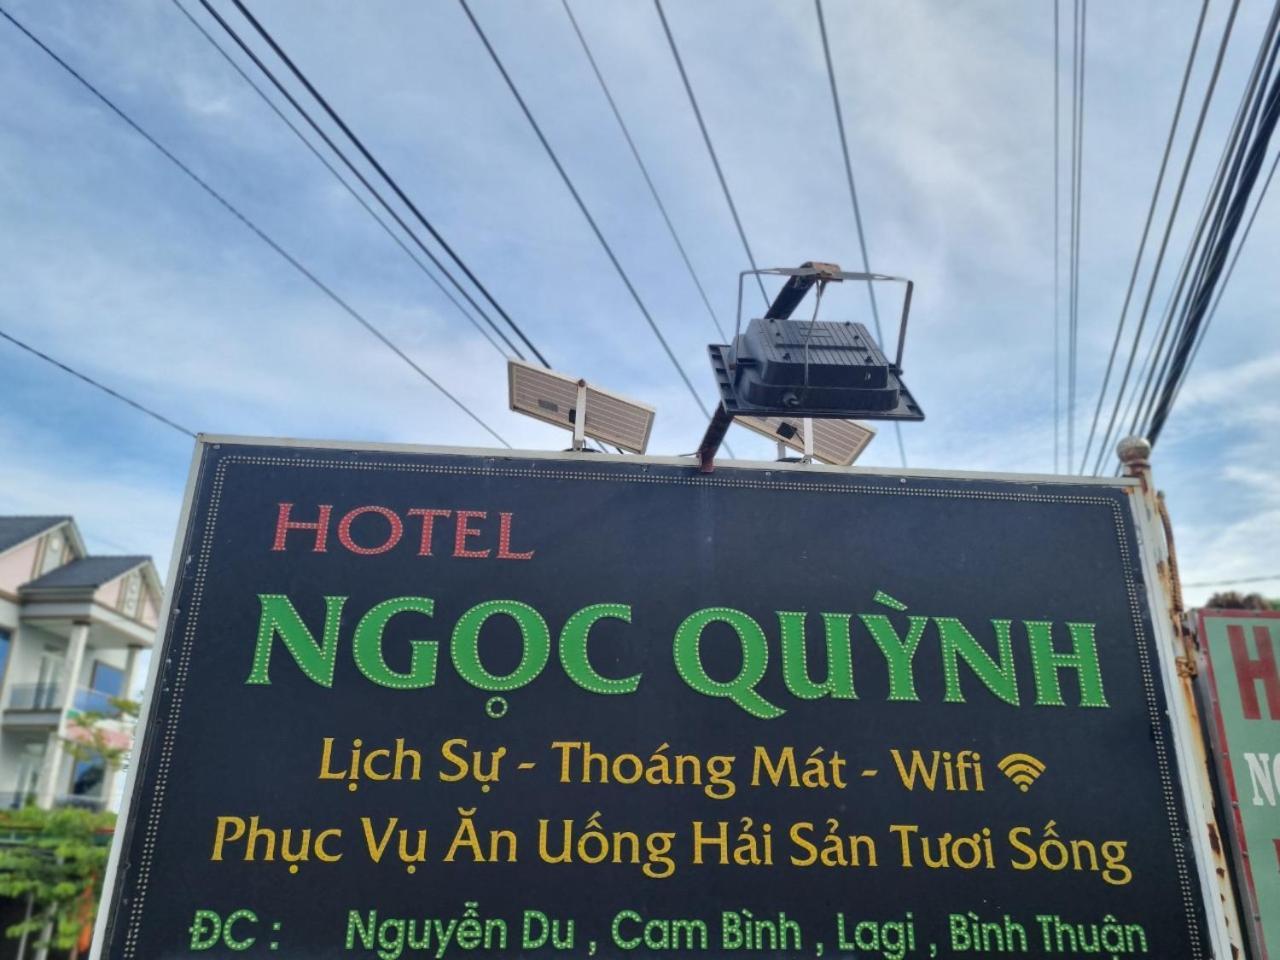 HOTEL
NGỌC QUỲNH
Lịch Sự - Thoáng Mát - Wifi
Phục Vụ Ăn Uống Hải Sản Tươi Sống
ĐC : Nguyễn Du , Cam Bình , Lagi , Bình Thuận